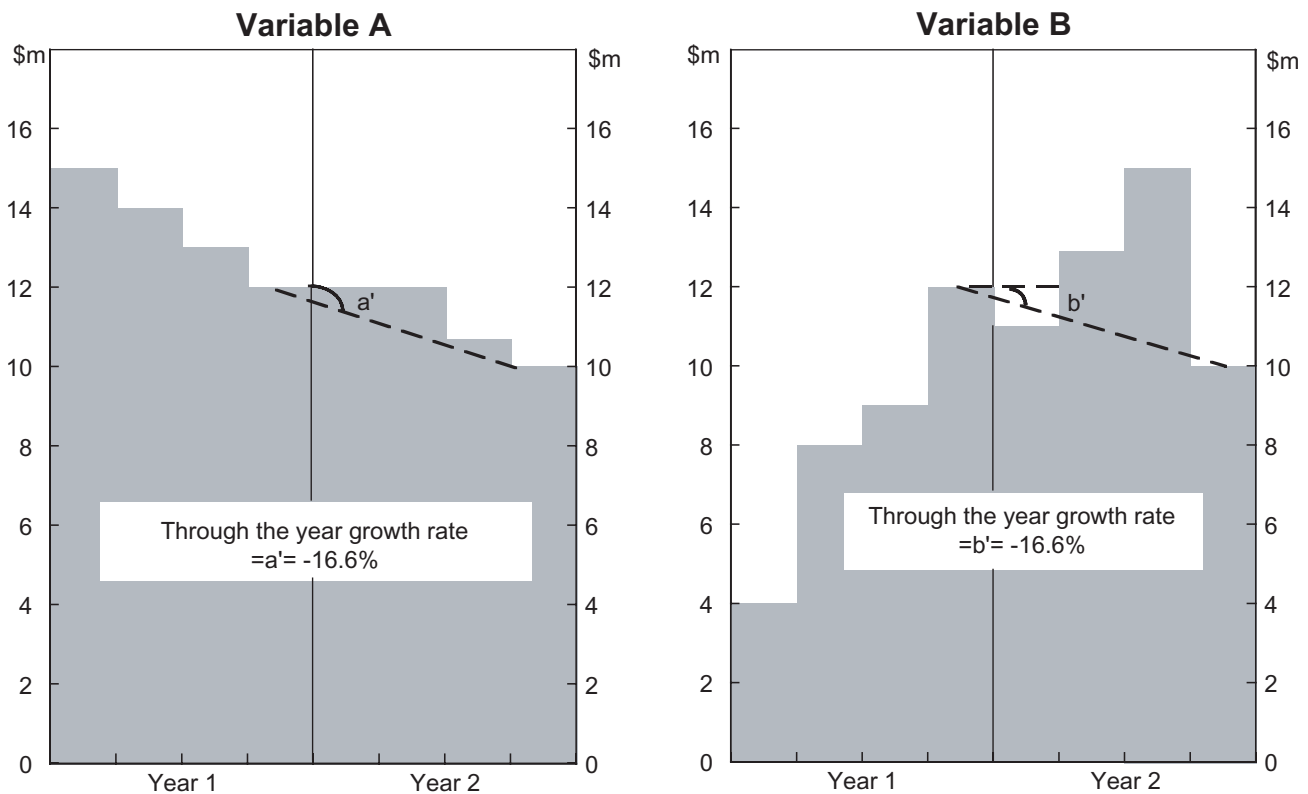 Variable A
$m
$m
16
16
14
14
12
12
a'
10
10
8
8
6
6
Through the year growth rate
=a'= -16.6%
4
4
2
2
0
0
Year 1
Year 2
Variable B
$m
$m
16
16
14
14
12
12
b'
10
10
8
8
6
6
Through the year growth rate
=b'= -16.6%
4
4
2
2
0
0
Year 1
Year 2